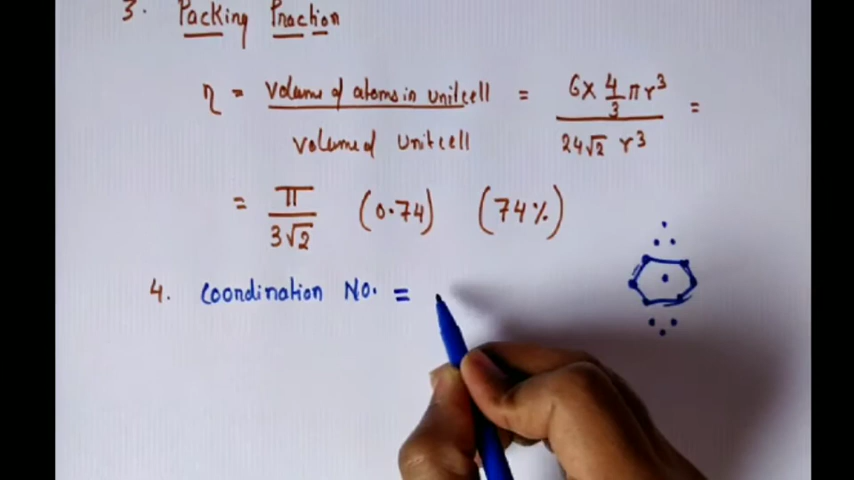 3. Packing Fraction
η = volume of atoms in unitcell / volume of unitcell = 6 × 4/3 πr³ / 24√2 r³ =
= π / 3√2 (0.74) (74%)
4. Coordination No. =